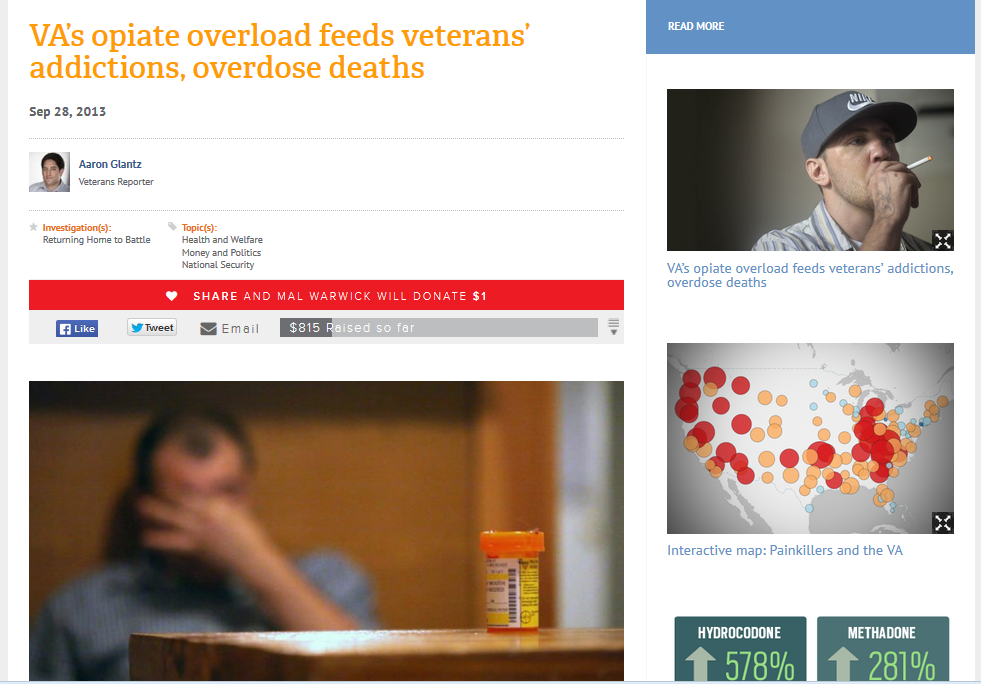 VA's opiate overload feeds veterans'
addictions, overdose deaths
Sep 28, 2013
Aaron Glantz
Veterans Reporter
Investigation(s):
Returning Home to Battle
Topic(s):
Health and Welfare
Money and Politics
National Security
SHARE AND MAL WARWICK WILL DONATE $1
Like
Tweet
Email
$815 Raised so far
READ MORE
VA's opiate overload feeds veterans' addictions,
overdose deaths
Interactive map: Painkillers and the VA
HYDROCODONE
578%
METHADONE
281%